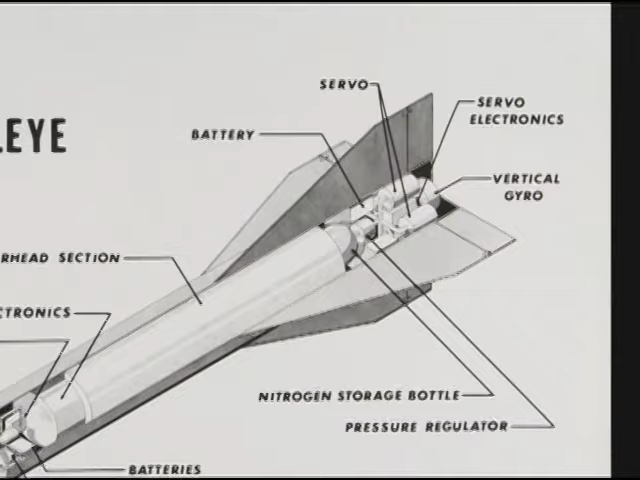 SERVO
SERVO
ELECTRONICS
LEYE
BATTERY
VERTICAL
GYRO
RHEAD SECTION
CTRONICS
NITROGEN STORAGE BOTTLE
PRESSURE REGULATOR
BATTERIES